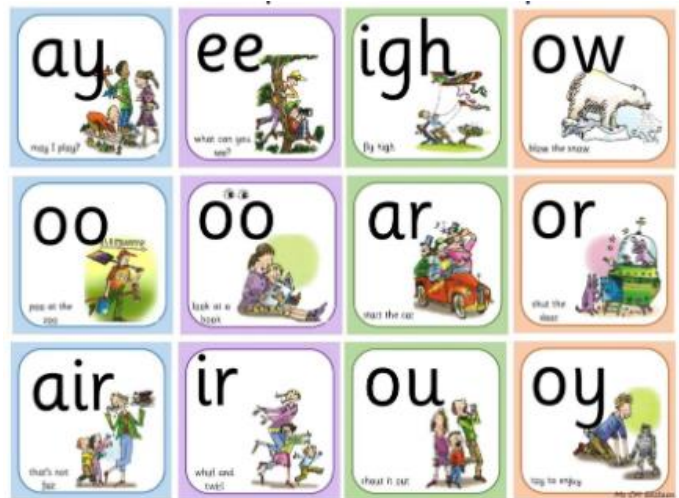 ay
may I play?
ee
what can you
see?
igh
fly high
ow
blow the snow
oo
poo at the
zoo
oo
look at a
book
ar
start the car
or
shut the
door
air
that's not
fair
ir
and
twirl
ou
shout it out
oy
toy to enjoy